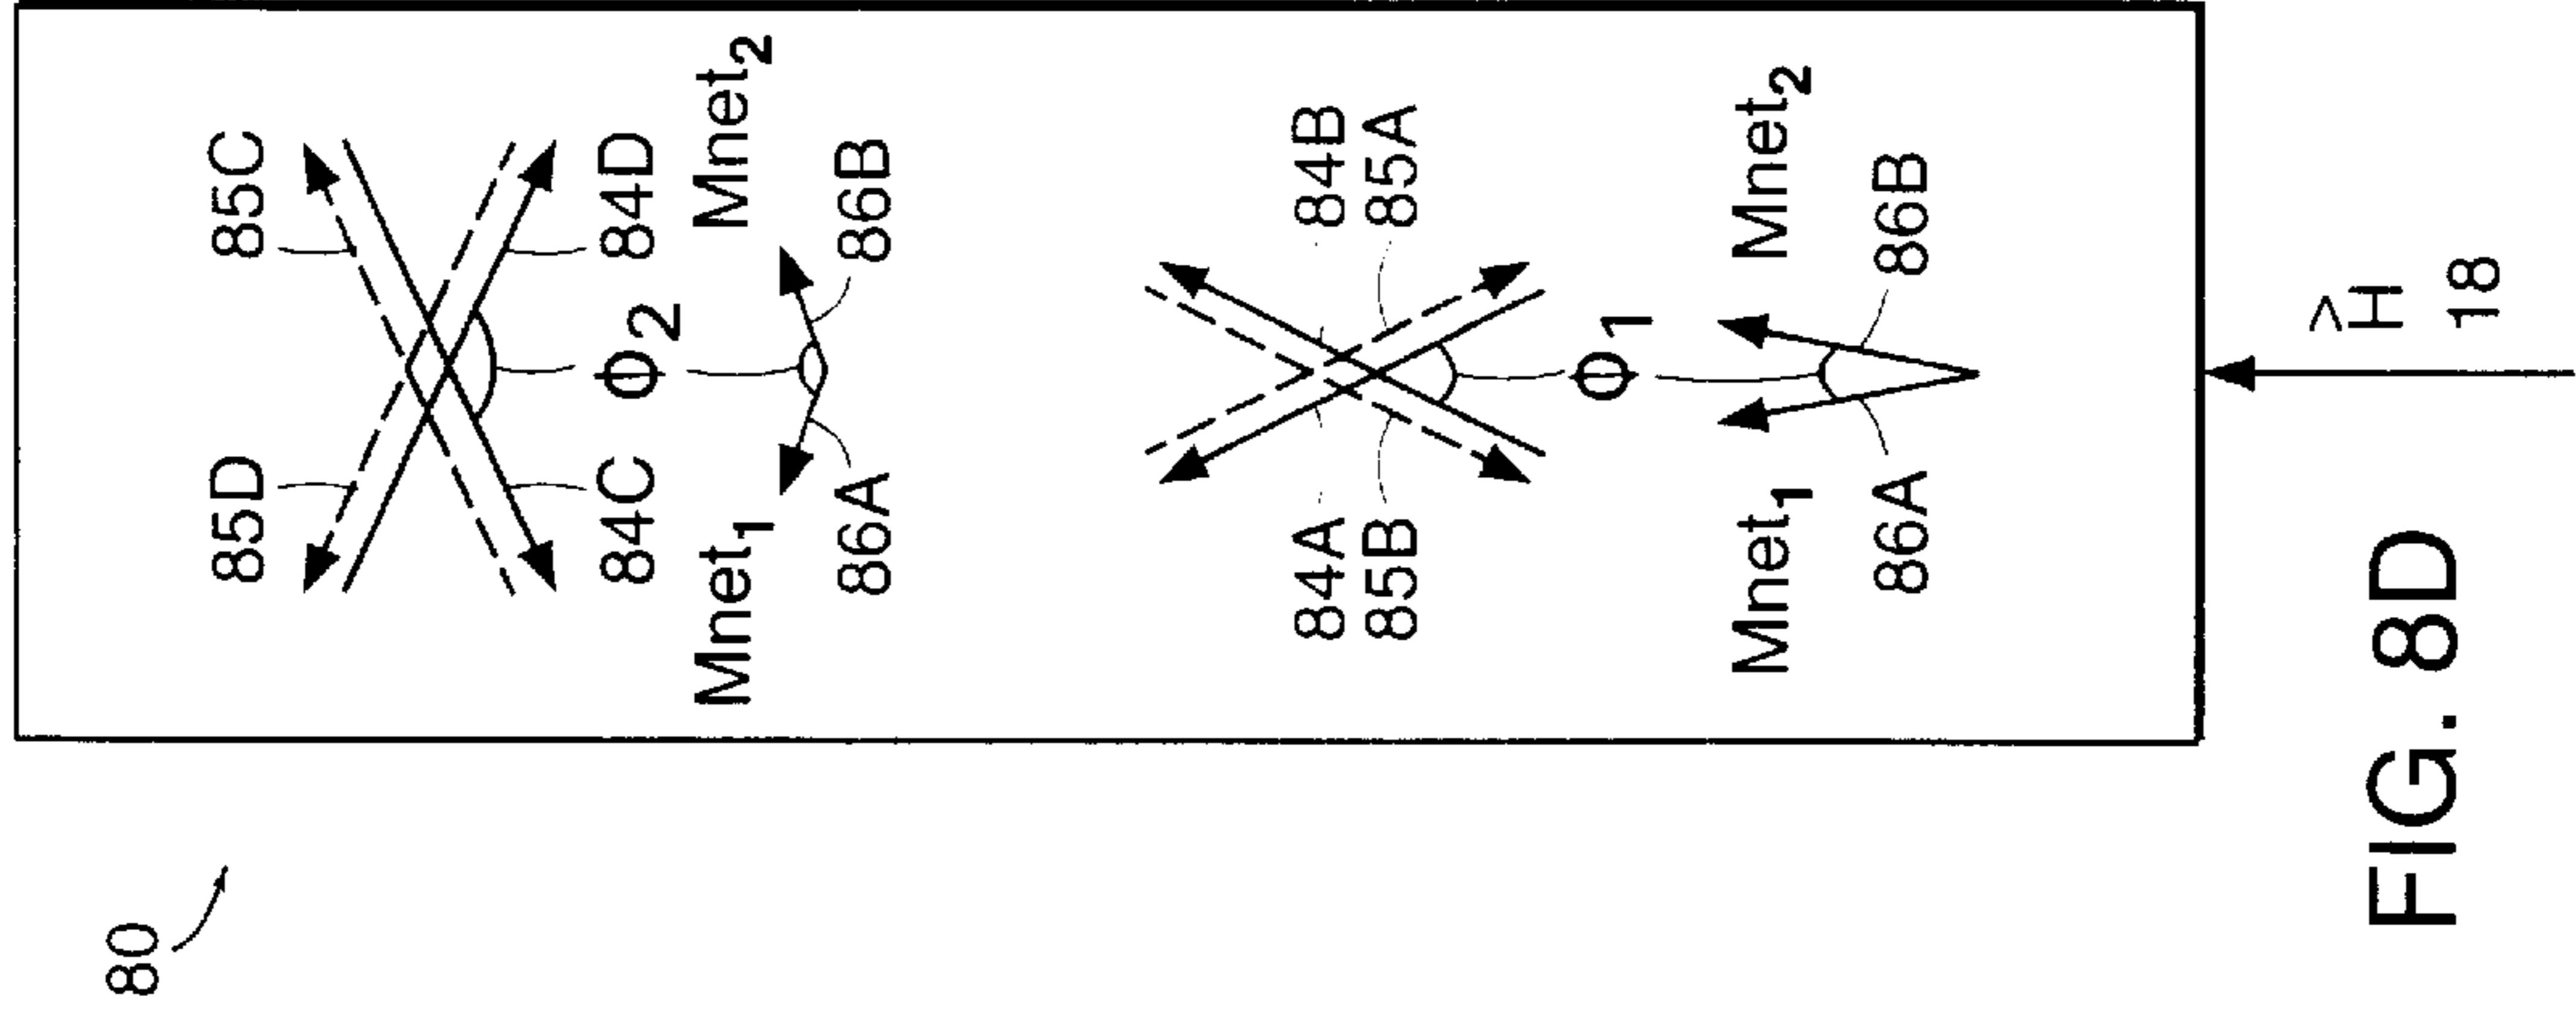 80
85D 85C
84C Φ₂ 84D
Mnet₁ Mnet₂
86A 86B
84A 84B
85B 85A
Φ₁
Mnet₁ Mnet₂
86A 86B
Ĥ
18
FIG. 8D